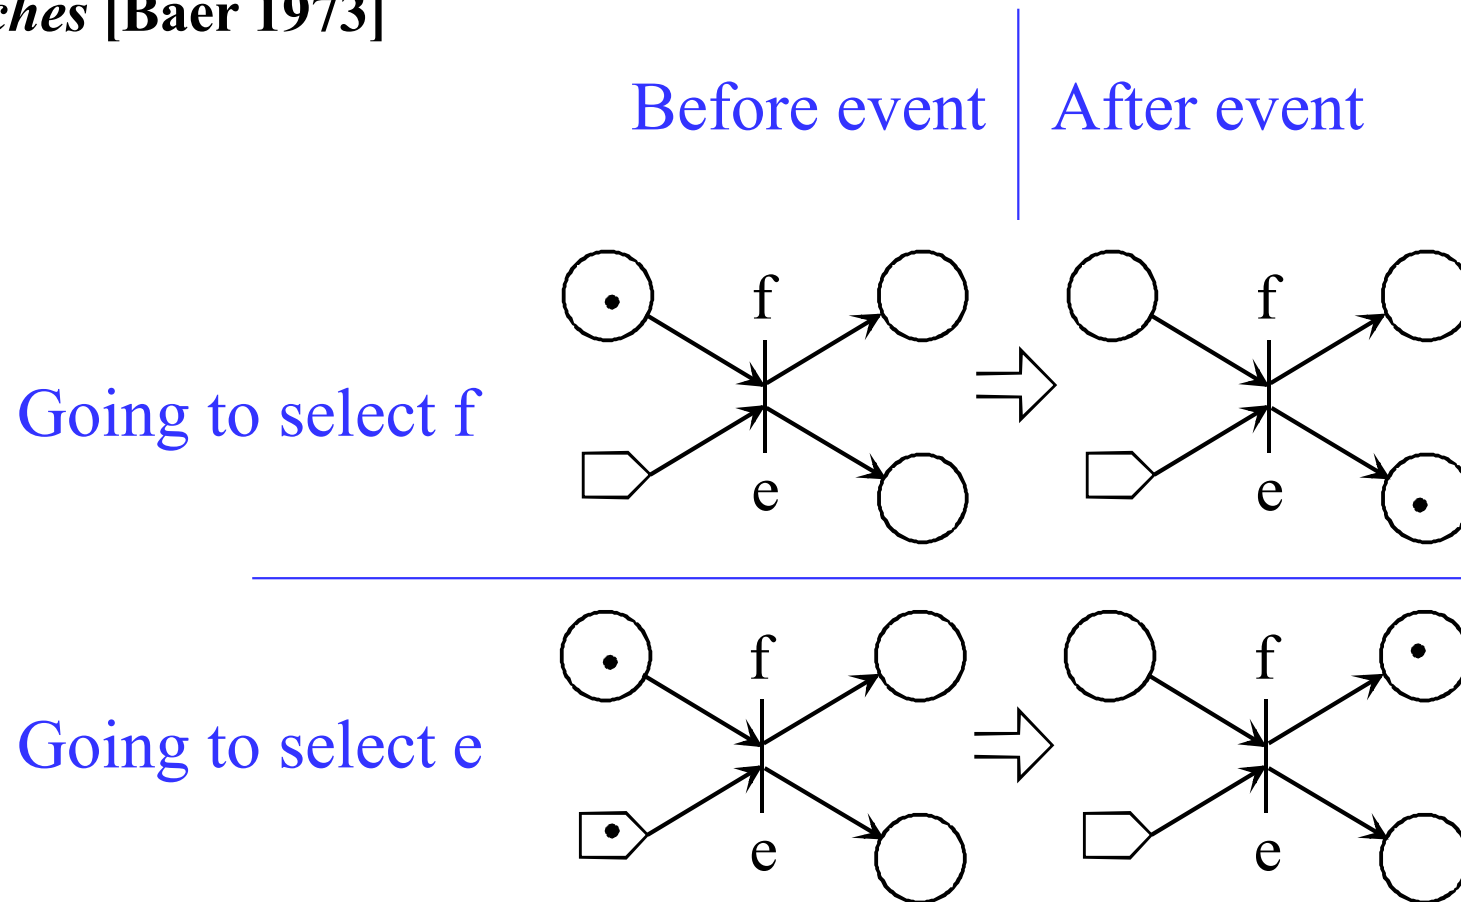 ches [Baer 1973]
Before event After event
f f
Going to select f
e e
f f
Going to select e
e e